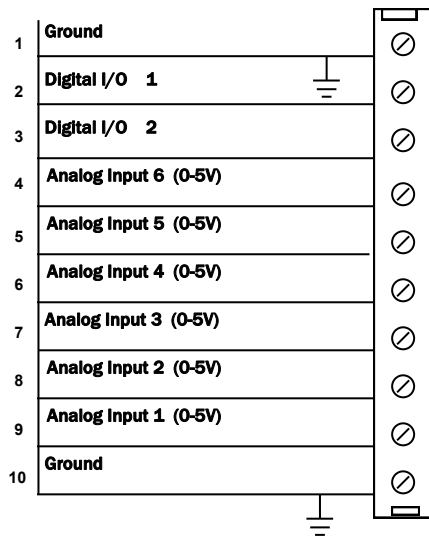 1 Ground
2 Digital I/O 1
3 Digital I/O 2
4 Analog Input 6 (0-5V)
5 Analog Input 5 (0-5V)
6 Analog Input 4 (0-5V)
7 Analog Input 3 (0-5V)
8 Analog Input 2 (0-5V)
9 Analog Input 1 (0-5V)
10 Ground